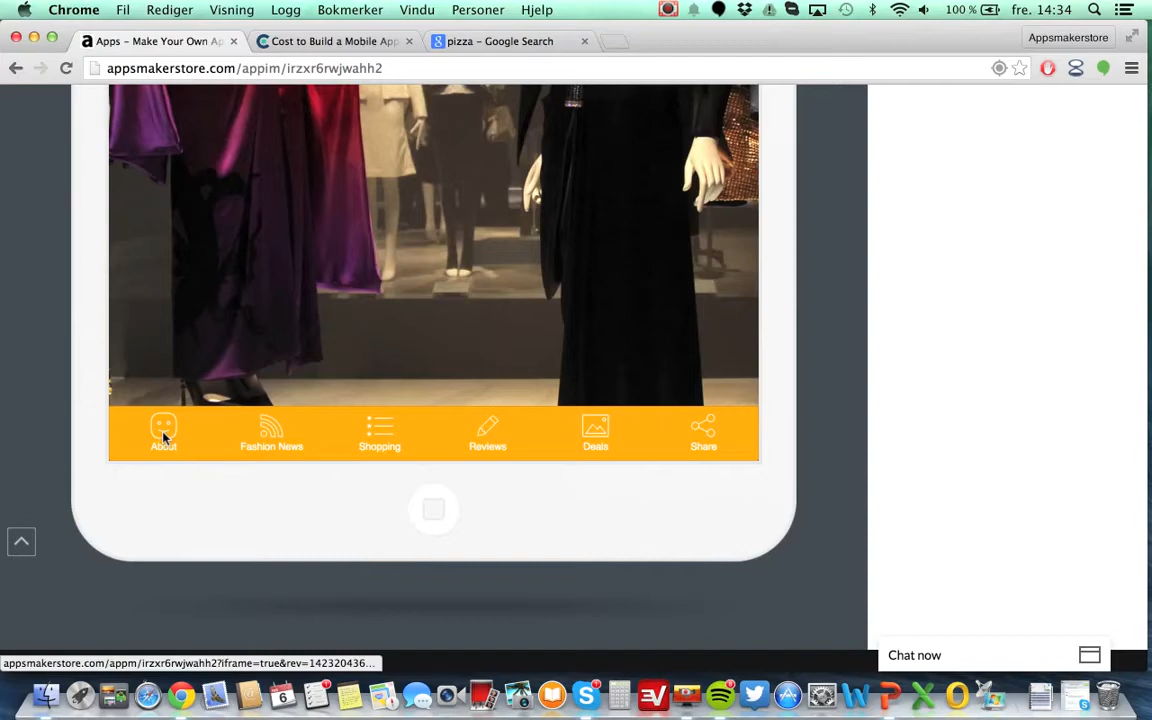 Chrome Fil Rediger Visning Logg Bokmerker Vindu Personer Hjelp 100 % fre. 14:34
Apps – Make Your Own Ap Cost to Build a Mobile App pizza – Google Search Appsmakerstore
appsmakerstore.com/appim/irzxr6rwjwahh2
About Fashion News Shopping Reviews Deals Share
Chat now
appsmakerstore.com/appm/irzxr6rwjwahh2?iframe=true&rev=142320436...